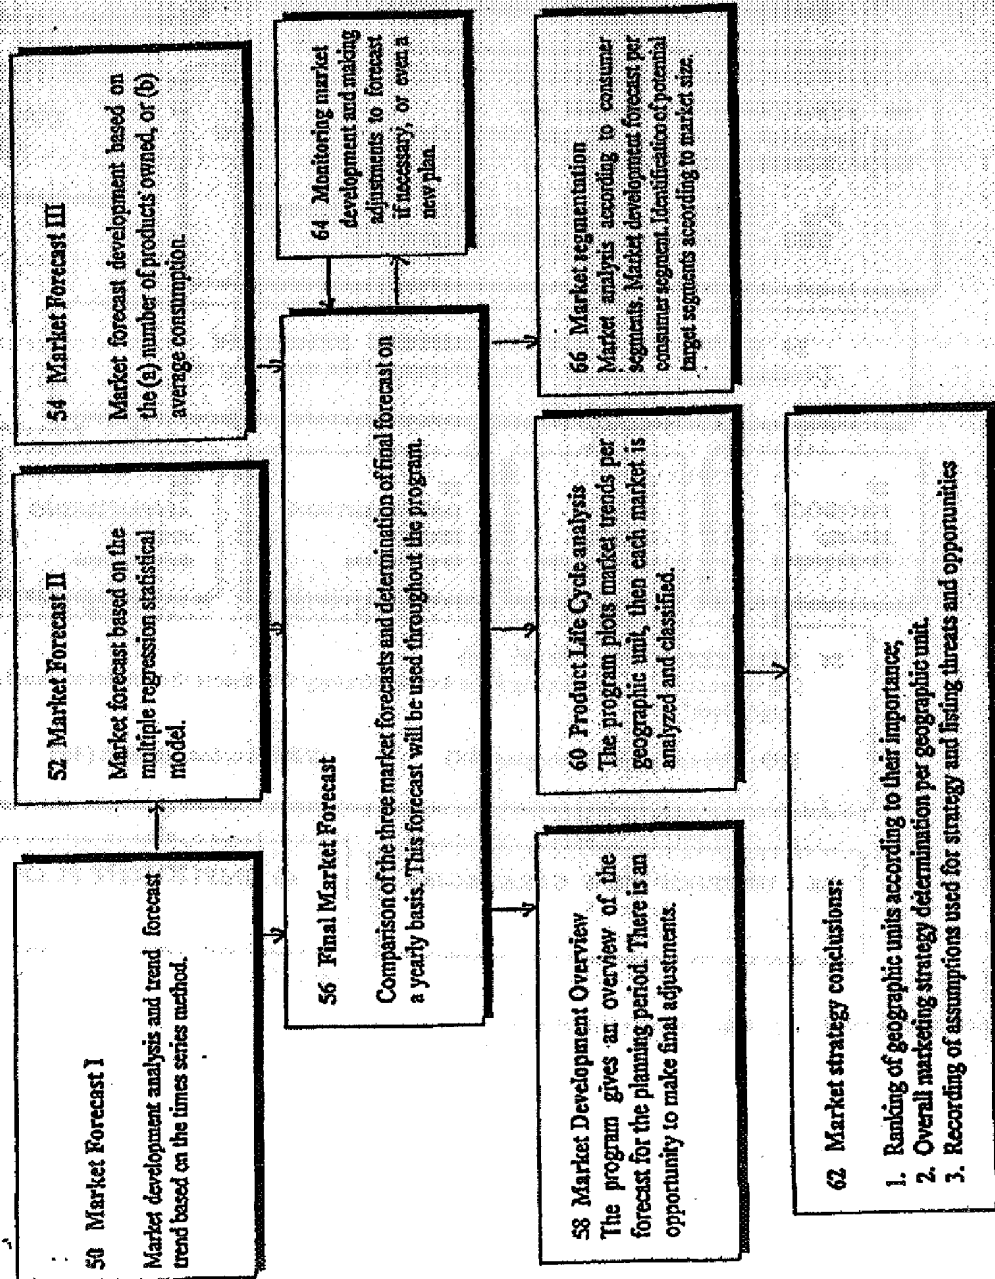 50 Market Forecast I
Market development analysis and trend forecast
trend based on the times series method.
52 Market Forecast II
Market forecast based on the
multiple regression statistical
model.
54 Market Forecast III
Market forecast development based on
the (a) number of products owned, or (b)
average consumption.
56 Final Market Forecast
Comparison of the three market forecasts and determination of final forecast on
a yearly basis. This forecast will be used throughout the program.
64 Monitoring market
development and making
adjustments to forecast
if necessary, or even a
new plan.
58 Market Development Overview
The program gives an overview of the
forecast for the planning period. There is an
opportunity to make final adjustments.
60 Product Life Cycle analysis
The program plots market trends per
geographic unit, then each market is
analyzed and classified.
66 Market segmentation
Market analysis according to consumer
segments. Market development forecast per
consumer segment. Identification of potential
target segments according to market size.
62 Market strategy conclusions:
1. Ranking of geographic units according to their importance;
2. Overall marketing strategy determination per geographic unit.
3. Recording of assumptions used for strategy and listing threats and opportunities